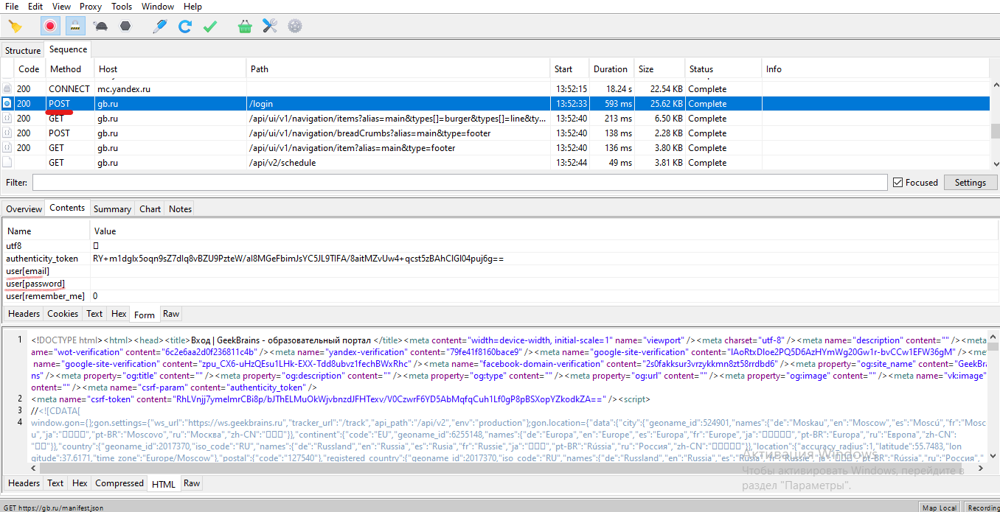 File Edit View Proxy Tools Window Help
Structure Sequence
Code Method Host Path Start Duration Size Status Info
200 CONNECT mc.yandex.ru 13:52:15 18.24 s 22.54 KB Complete
200 POST gb.ru /login 13:52:33 593 ms 25.62 KB Complete
200 GET gb.ru /api/ui/v1/navigation/items?alias=main&types[]=burger&types[]=line&ty... 13:52:40 213 ms 6.50 KB Complete
200 POST gb.ru /api/ui/v1/navigation/breadCrumbs?alias=main&type=footer 13:52:40 138 ms 2.28 KB Complete
200 GET gb.ru /api/ui/v1/navigation/item?alias=main&type=footer 13:52:40 136 ms 3.80 KB Complete
GET gb.ru /api/v2/schedule 13:52:44 49 ms 3.81 KB Complete
Filter: Focused Settings
Overview Contents Summary Chart Notes
Name Value
utf8
authenticity_token
user[email]
user[password]
user[remember_me] 0
Headers Cookies Text Hex Form Raw
1 <!DOCTYPE html><html><head><title>Вход | GeekBrains - образовательный портал </title><meta content="width=device-width, initial-scale=1" name="viewport" /><meta charset="utf-8" /><meta name="description" content="" /><meta
ame="wot-verification" content="6c2e6aa2d0f236811c4b" /><meta name="yandex-verification" content="79fe41f8160bace9" /><meta name="google-site-verification" /><me
name="google-site-verification" /><meta name="facebook-domain-verification" content="2s0fakksur3vrzykkmn8zt58rrdbd6" /><meta property="og:site_name" content="GeekBra
ns" /><meta property="og:title" content="" /><meta property="og:description" content="" /><meta property="og:type" content="" /><meta property="og:url" content="" /><meta property="og:image" content="" /><meta name="vk:image"
ontent="" /><meta name="csrf-param" content="authenticity_token" />
2 <meta name="csrf-token" /><script>
3 //<![CDATA[
4 window.gon={};gon.settings={"ws_url":"https://ws.geekbrains.ru","tracker_url":"/track","api_path":"/api/v2","env":"production"};gon.location={"data":{"city":{"geoname_id":524901,"names":{"de":"Moskau","en":"Moscow","es":"Moscú","fr":"Mosc
u","ja":"","pt-BR":"Moscovo","ru":"Москва","zh-CN":""}},"continent":{"code":"EU","geoname_id":6255148,"names":{"de":"Europa","en":"Europe","es":"Europa","fr":"Europe","ja":"","pt-BR":"Europa","ru":"Европа","zh-CN":
""}},"country":{"geoname_id":2017370,"iso_code":"RU","names":{"de":"Russland","en":"Russia","es":"Rusia","fr":"Russie","ja":"","pt-BR":"Rússia","ru":"Россия","zh-CN":""}},"location":{"accuracy_radius":1,"latitude":55.7483,"lon
gitude":37.6171,"time_zone":"Europe/Moscow"},"postal":{"code":"127540"},"registered_country":{"geoname_id":2017370,"iso_code":"RU","names":{"de":"Russland","en":"Russia","es":"Rusia","fr":"Russie","ja":"","pt-BR":"Rússia","ru":"Россия","
Активация Windows
Чтобы активировать Windows, перейдите в
раздел "Параметры".
Headers Text Hex Compressed HTML Raw
GET https://gb.ru/manifest.json Map Local Recording